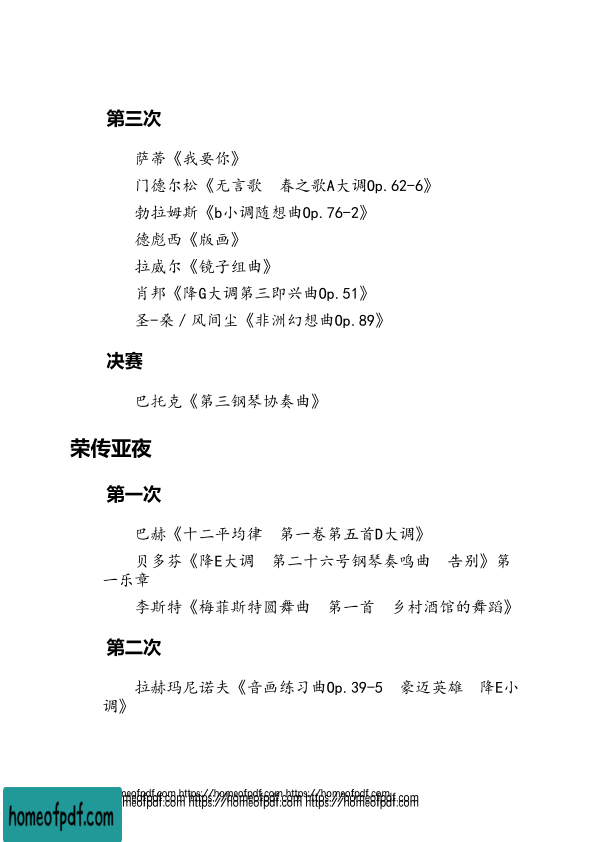 第三次
萨蒂《我要你》
门德尔松《无言歌　春之歌A大调Op.62-6》
勃拉姆斯《b小调随想曲Op.76-2》
德彪西《版画》
拉威尔《镜子组曲》
肖邦《降G大调第三即兴曲Op.51》
圣-桑／风间尘《非洲幻想曲Op.89》
决赛
巴托克《第三钢琴协奏曲》
荣传亚夜
第一次
巴赫《十二平均律　第一卷第五首D大调》
贝多芬《降E大调　第二十六号钢琴奏鸣曲　告别》第
一乐章
李斯特《梅菲斯特圆舞曲　第一首　乡村酒馆的舞蹈》
第二次
拉赫玛尼诺夫《音画练习曲Op.39-5　豪迈英雄　降E小
调》
homeofpdf.com https://homeofpdf.com https://homeofpdf.com
homeofpdf.com https://homeofpdf.com https://homeofpdf.com
homeofpdf.com